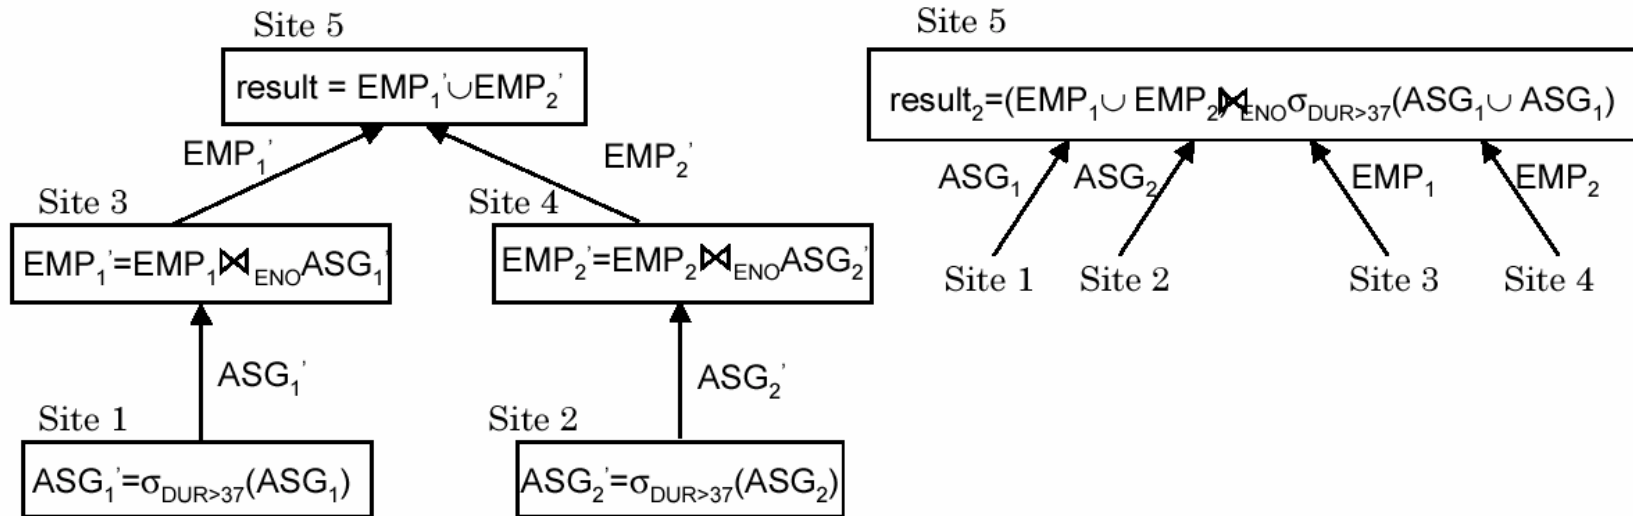 Site 5
result = EMP₁'∪EMP₂'
EMP₁'
EMP₂'
Site 3
EMP₁'=EMP₁⋈ENOASG₁'
Site 4
EMP₂'=EMP₂⋈ENOASG₂'
ASG₁'
ASG₂'
Site 1
ASG₁'=σDUR>37(ASG₁)
Site 2
ASG₂'=σDUR>37(ASG₂)
Site 5
result₂=(EMP₁∪ EMP₂)⋈ENOσDUR>37(ASG₁∪ ASG₁)
ASG₁
ASG₂
EMP₁
EMP₂
Site 1
Site 2
Site 3
Site 4